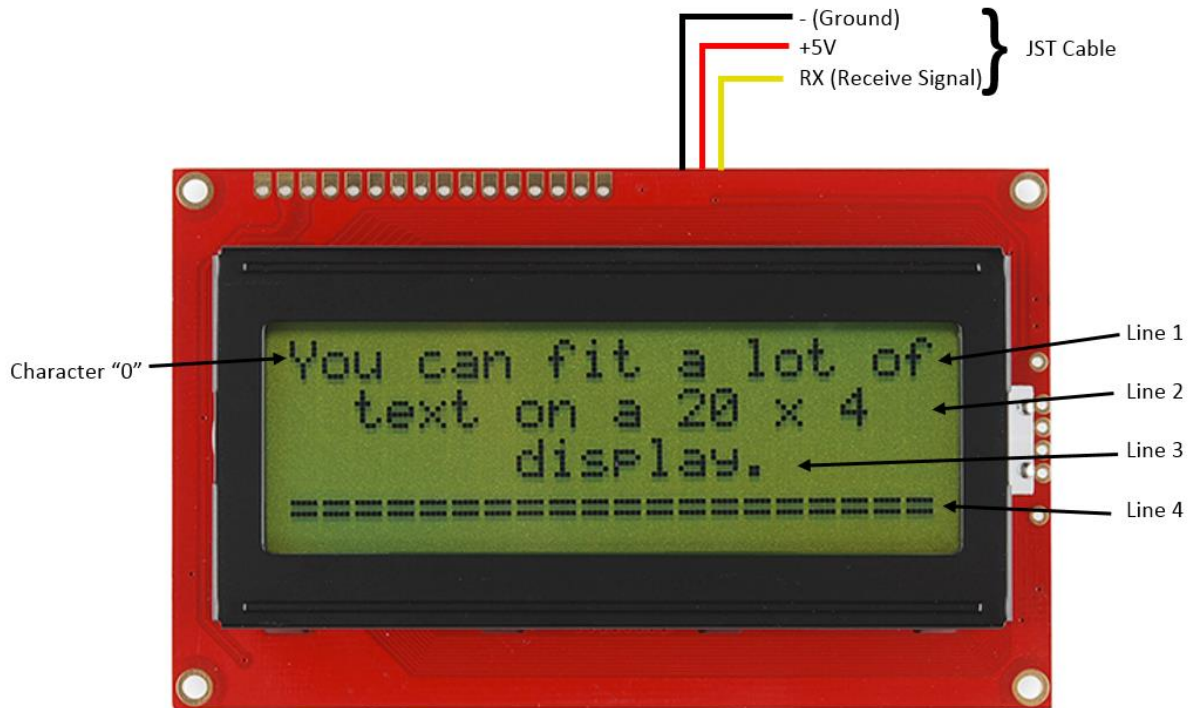 - (Ground)
+5V
RX (Receive Signal)
JST Cable
Character “0”
You can fit a lot of
text on a 20 x 4
display.
====================
Line 1
Line 2
Line 3
Line 4